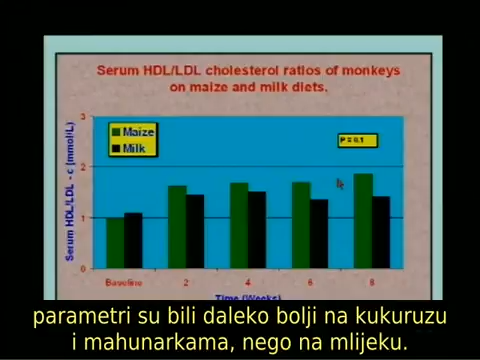 Serum HDL/LDL cholesterol ratios of monkeys
on maize and milk diets.
3
Maize
Milk
P = 0.1
2
1
0
Serum HDL/LDL - c (mmol/L)
Baseline 2 4 6 8
Time (Weeks)
parametri su bili daleko bolji na kukuruzu
i mahunarkama, nego na mlijeku.